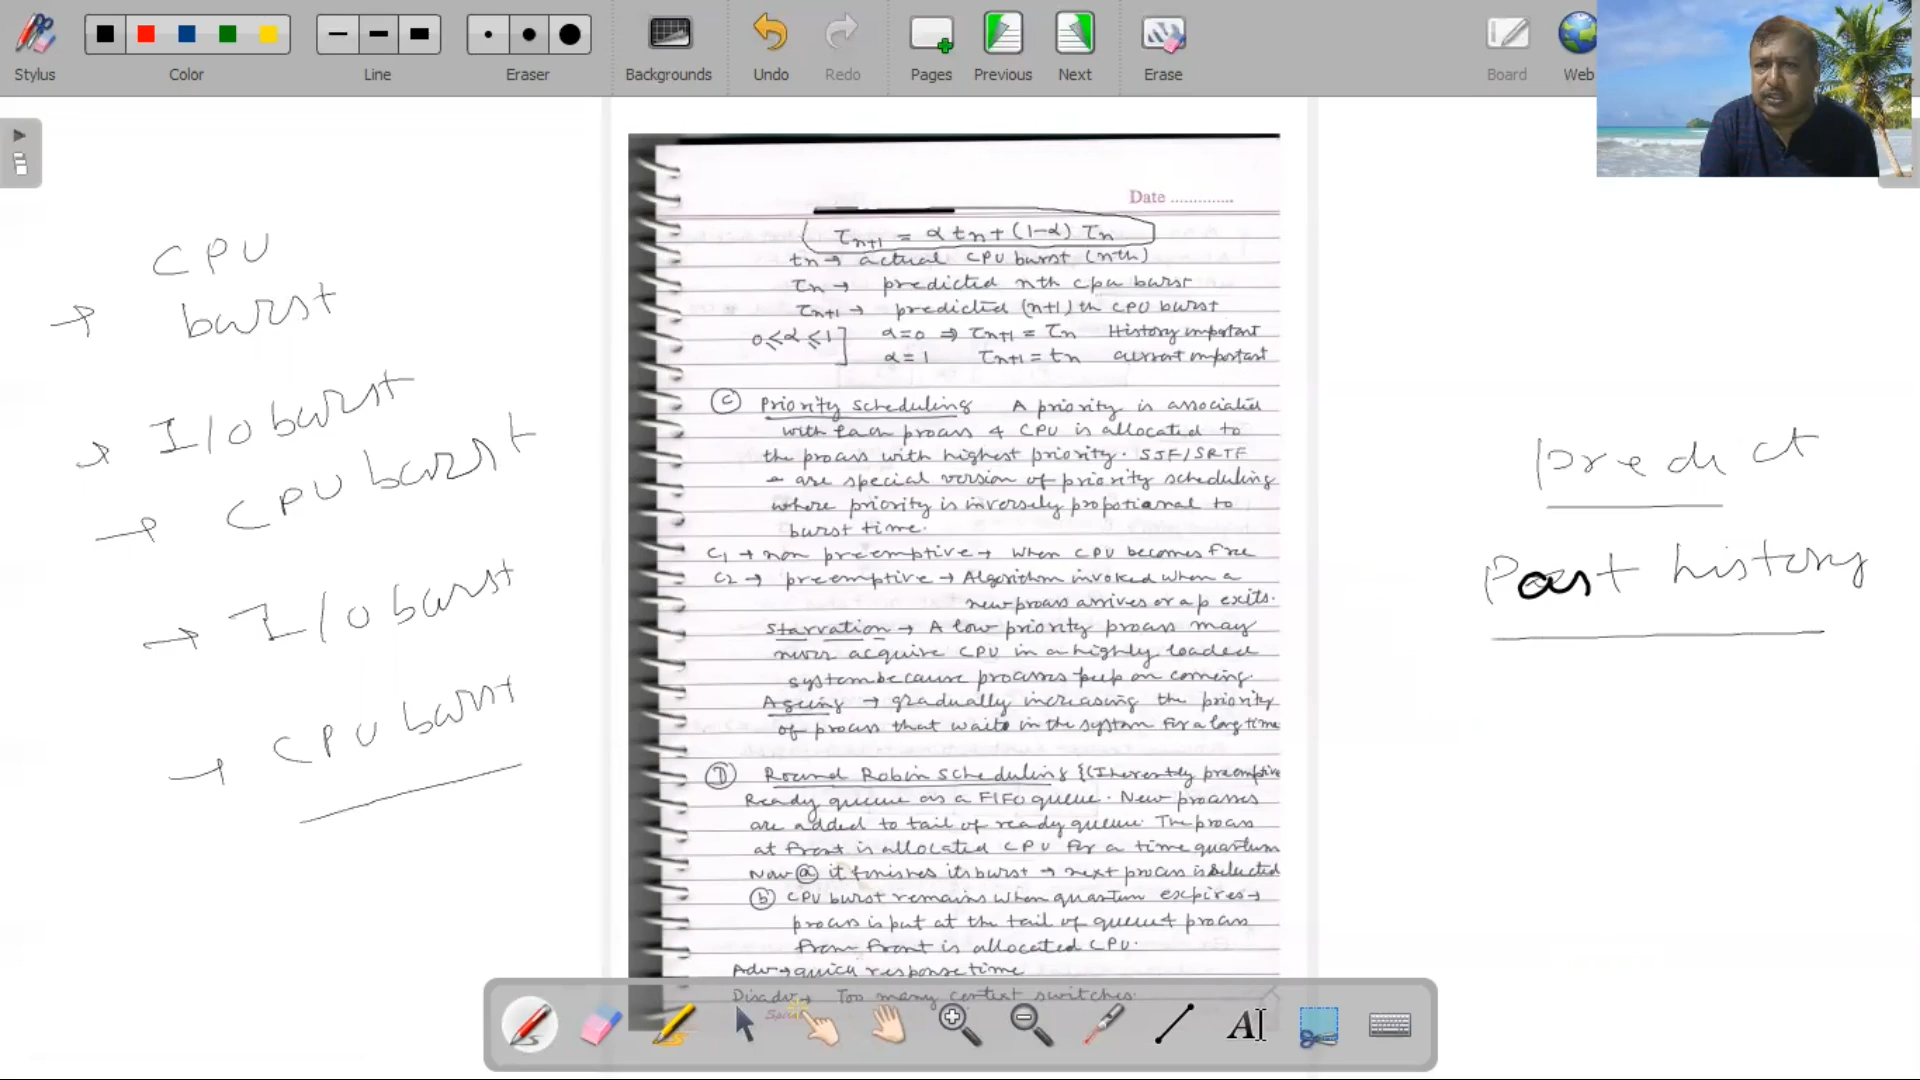 Stylus
Color
Line
Eraser
Backgrounds
Undo
Redo
Pages
Previous
Next
Erase
Board
Web
CPU
→ burst
→ I/O burst
→ CPU burst
→ I/O burst
→ CPU burst
Date ..............
τn+1 = α tn + (1-α) τn
tn → actual CPU burst (nth)
τn → predicted nth cpu burst
τn+1 → predicted (n+1)th CPU burst
0≤α≤1] α=0 ⇒ τn+1 = τn History important
α=1 τn+1 = tn current important
(C) Priority scheduling A priority is associated
with each process & CPU is allocated to
the process with highest priority. SJF/SRTF
are special version of priority scheduling
where priority is inversely propotional to
burst time.
C1 → non preemptive → when CPU becomes free
C2 → preemptive → Algorithm invoked when a
new process arrives or a p exits.
Starvation → A low priority process may
never acquire CPU in a highly loaded
system because processes keep on coming.
Ageing → gradually increasing the priority
of process that waits in the system for a long time
(D) Round Robin scheduling {(Inherently preemptive
Ready queue as a FIFO queue. New processes
are added to tail of ready queue. The process
at front is allocated CPU for a time quantum
Now (a) it finishes its burst → next process is selected
(b) CPU burst remains when quantum expires →
process is put at the tail of queue & process
from front is allocated CPU.
Adv → quick response time
Disadv → Too many context switches.
predict
Past history